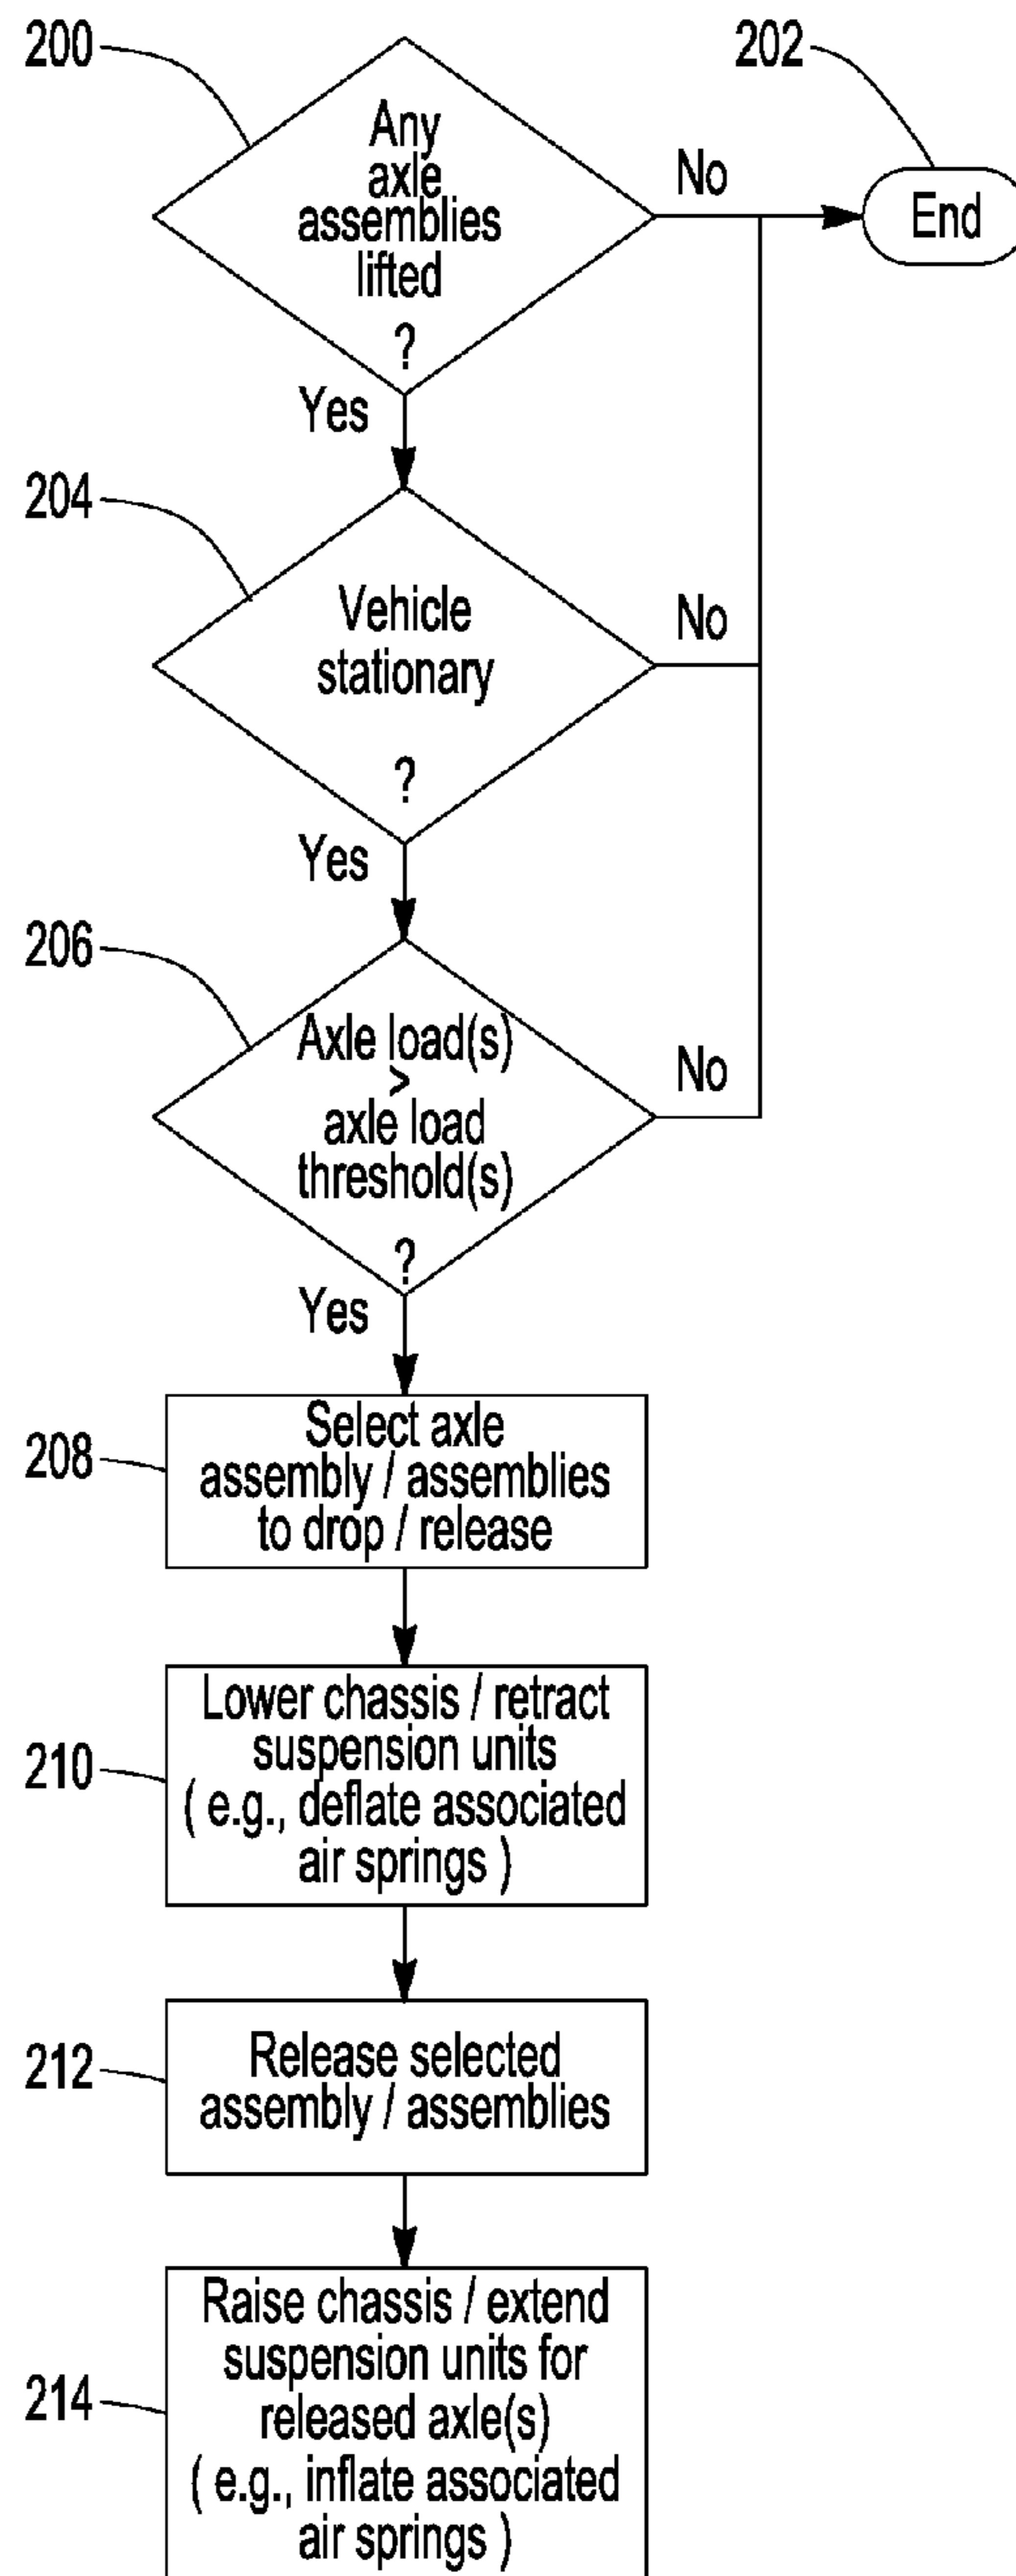 200
202
Any
axle
assemblies
lifted
?
No
End
Yes
204
Vehicle
stationary
?
No
Yes
206
Axle load(s)
>
axle load
threshold(s)
?
No
Yes
208
Select axle
assembly / assemblies
to drop / release
210
Lower chassis / retract
suspension units
( e.g., deflate associated
air springs )
212
Release selected
assembly / assemblies
214
Raise chassis / extend
suspension units for
released axle(s)
( e.g., inflate associated
air springs )